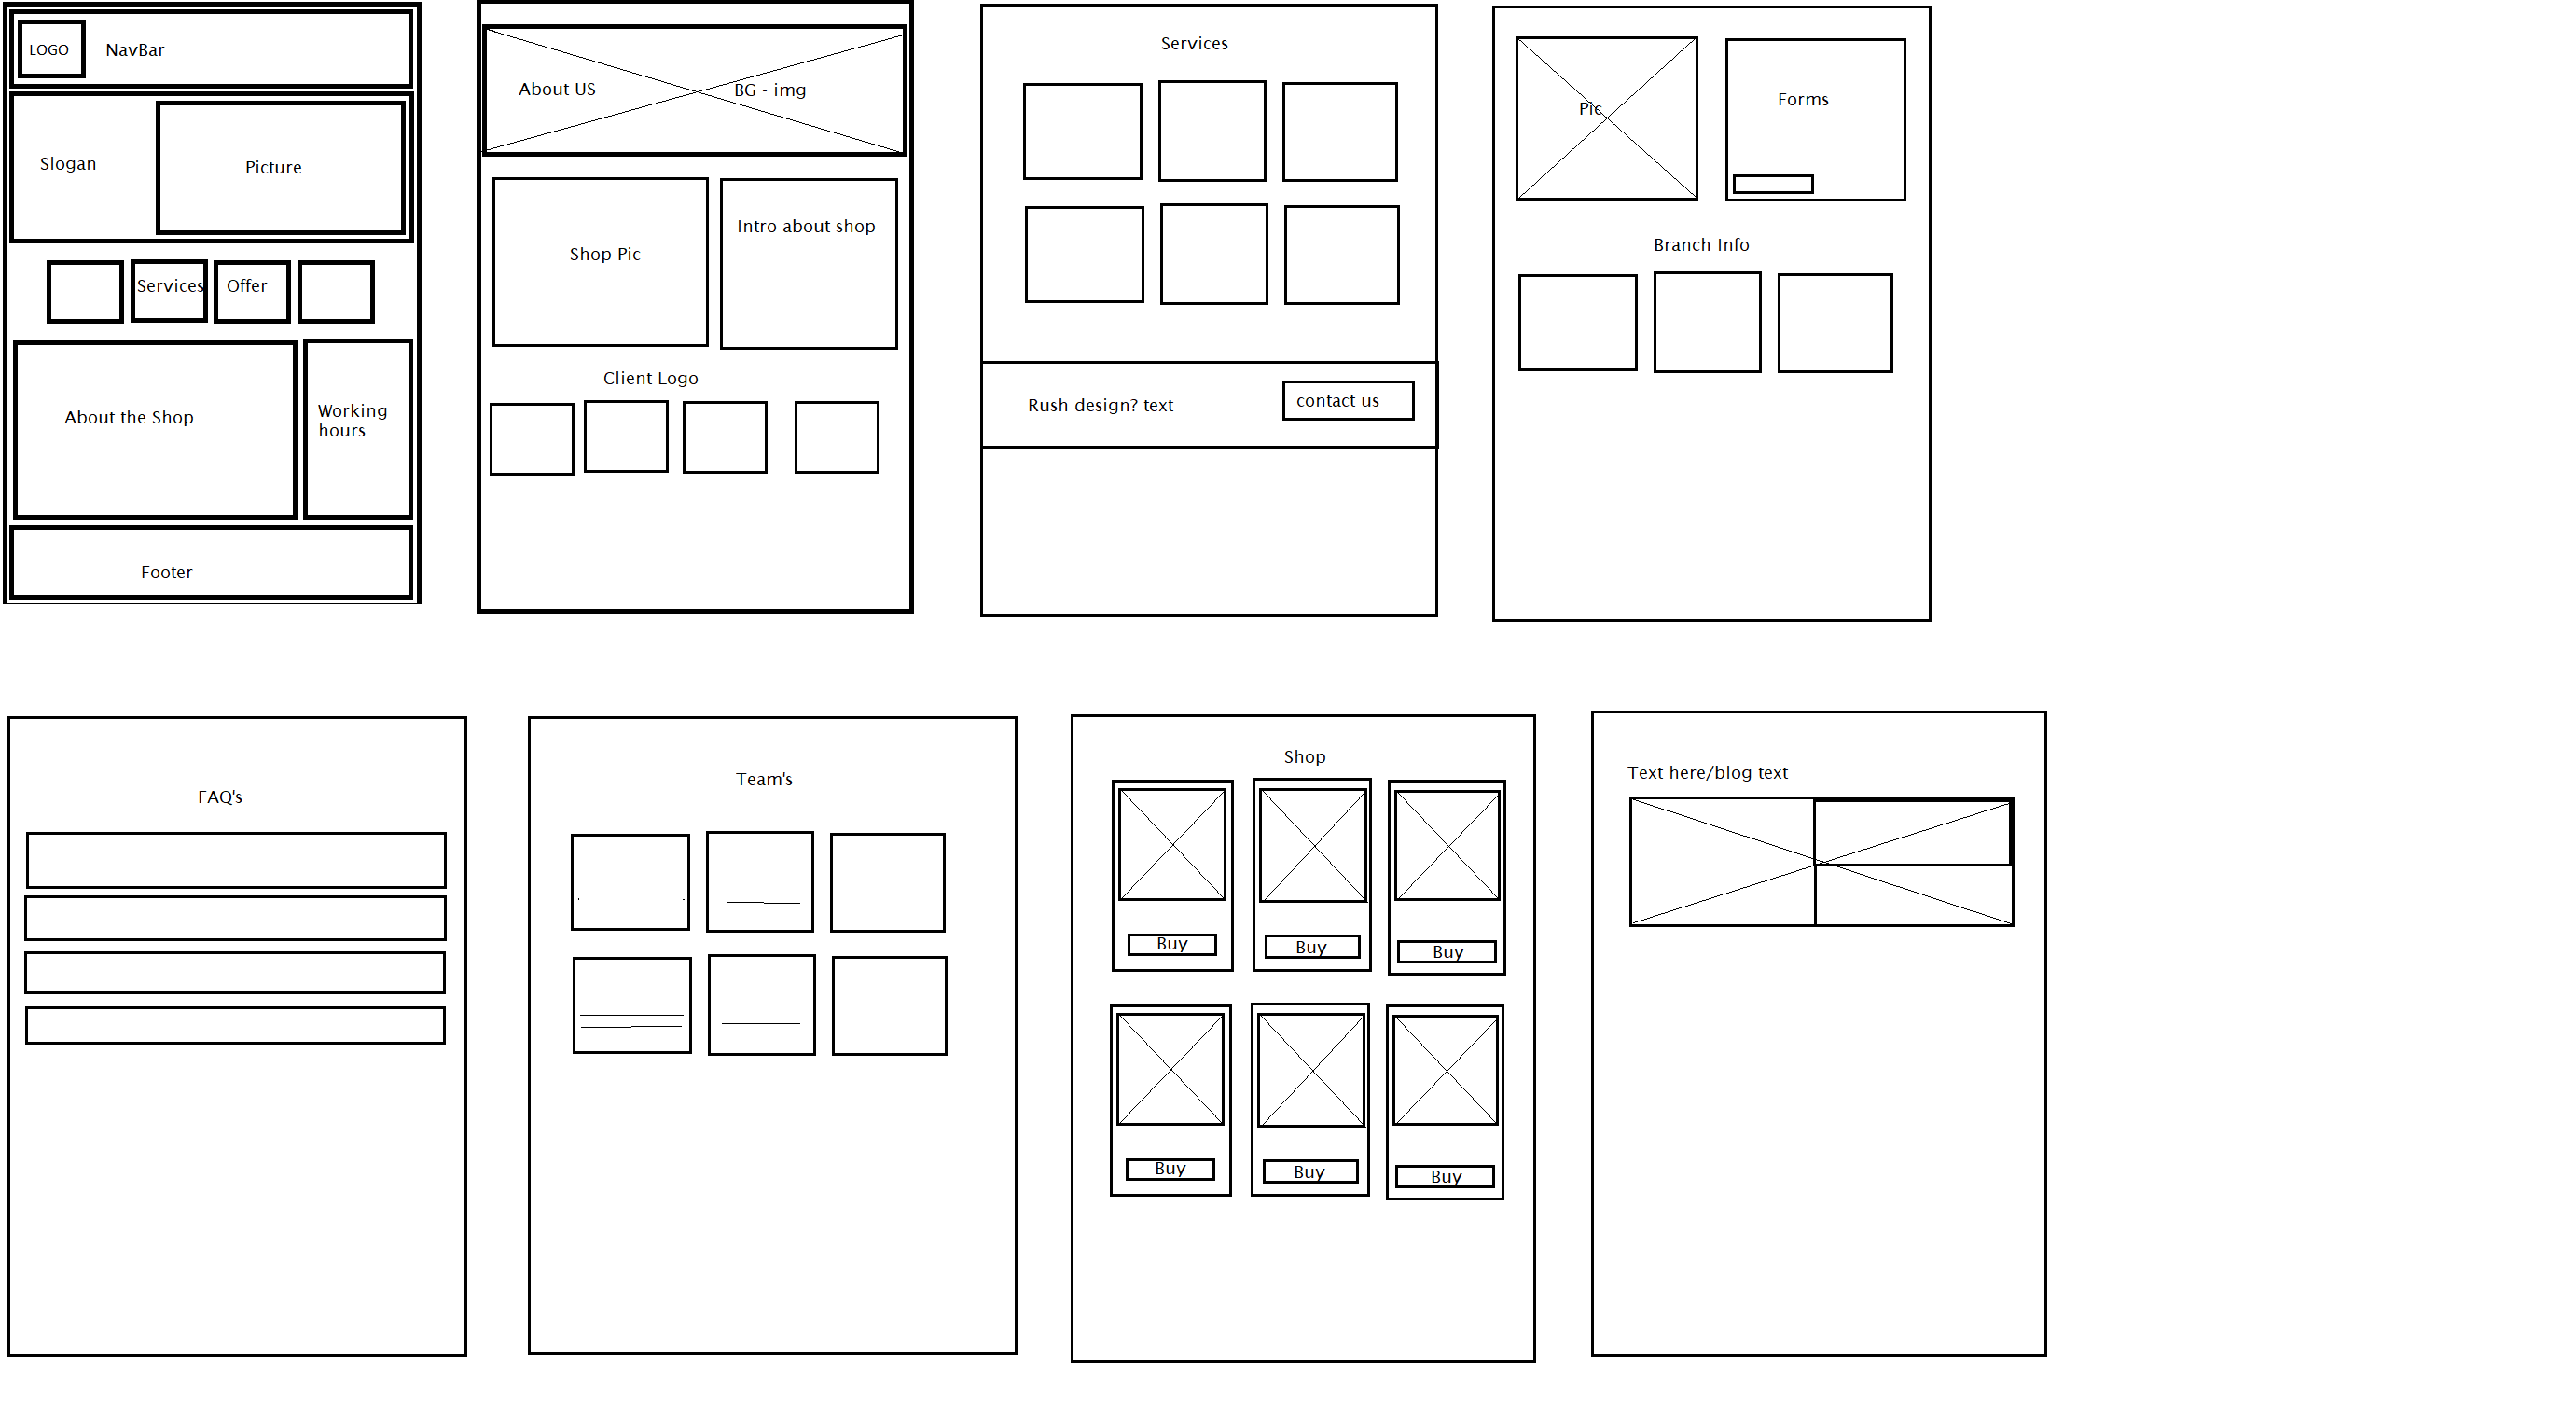 LOGO
NavBar
Slogan
Picture
Services
Offer
About the Shop
Working
hours
Footer
About US
BG - img
Shop Pic
Intro about shop
Client Logo
Services
Rush design? text
contact us
Pic
Forms
Branch Info
FAQ's
Team's
Shop
Buy
Buy
Buy
Buy
Buy
Buy
Text here/blog text